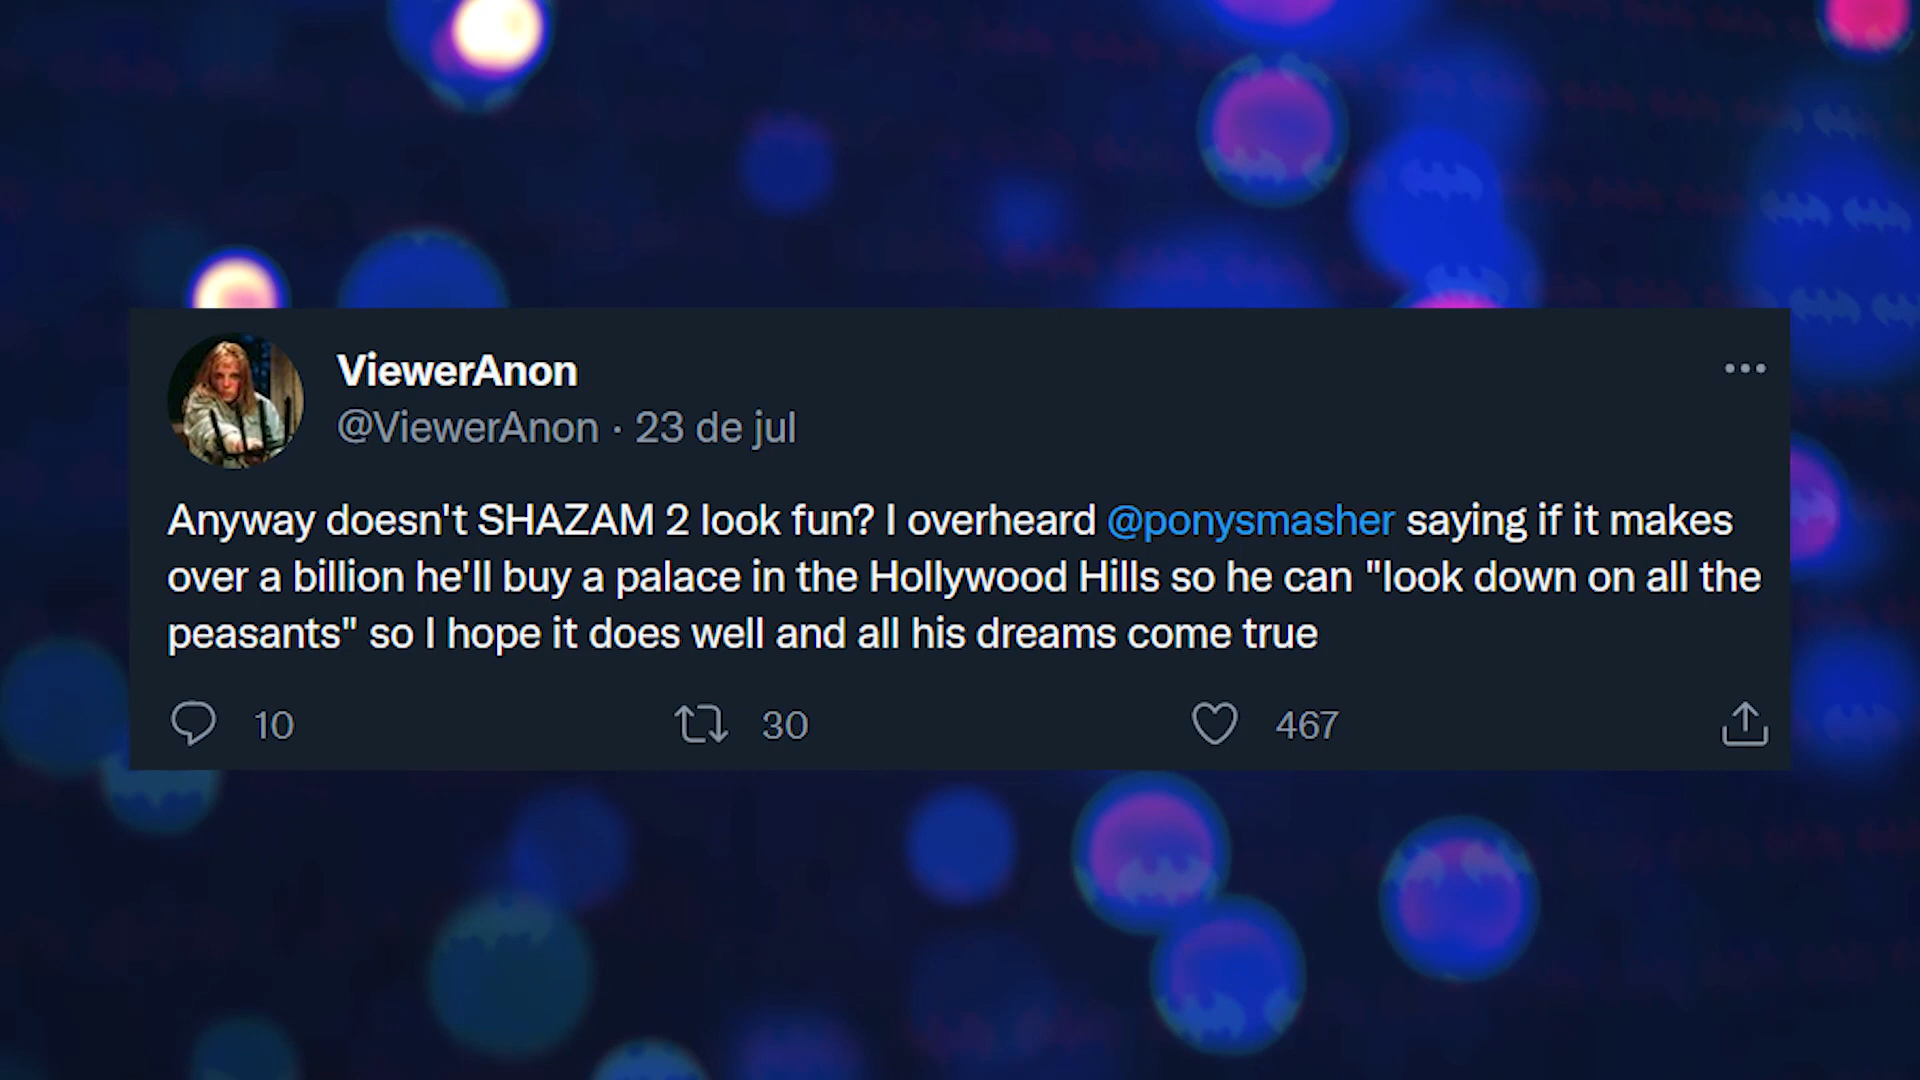 ViewerAnon
@ViewerAnon · 23 de jul
Anyway doesn't SHAZAM 2 look fun? I overheard @ponysmasher saying if it makes
over a billion he'll buy a palace in the Hollywood Hills so he can "look down on all the
peasants" so I hope it does well and all his dreams come true
10 30 467